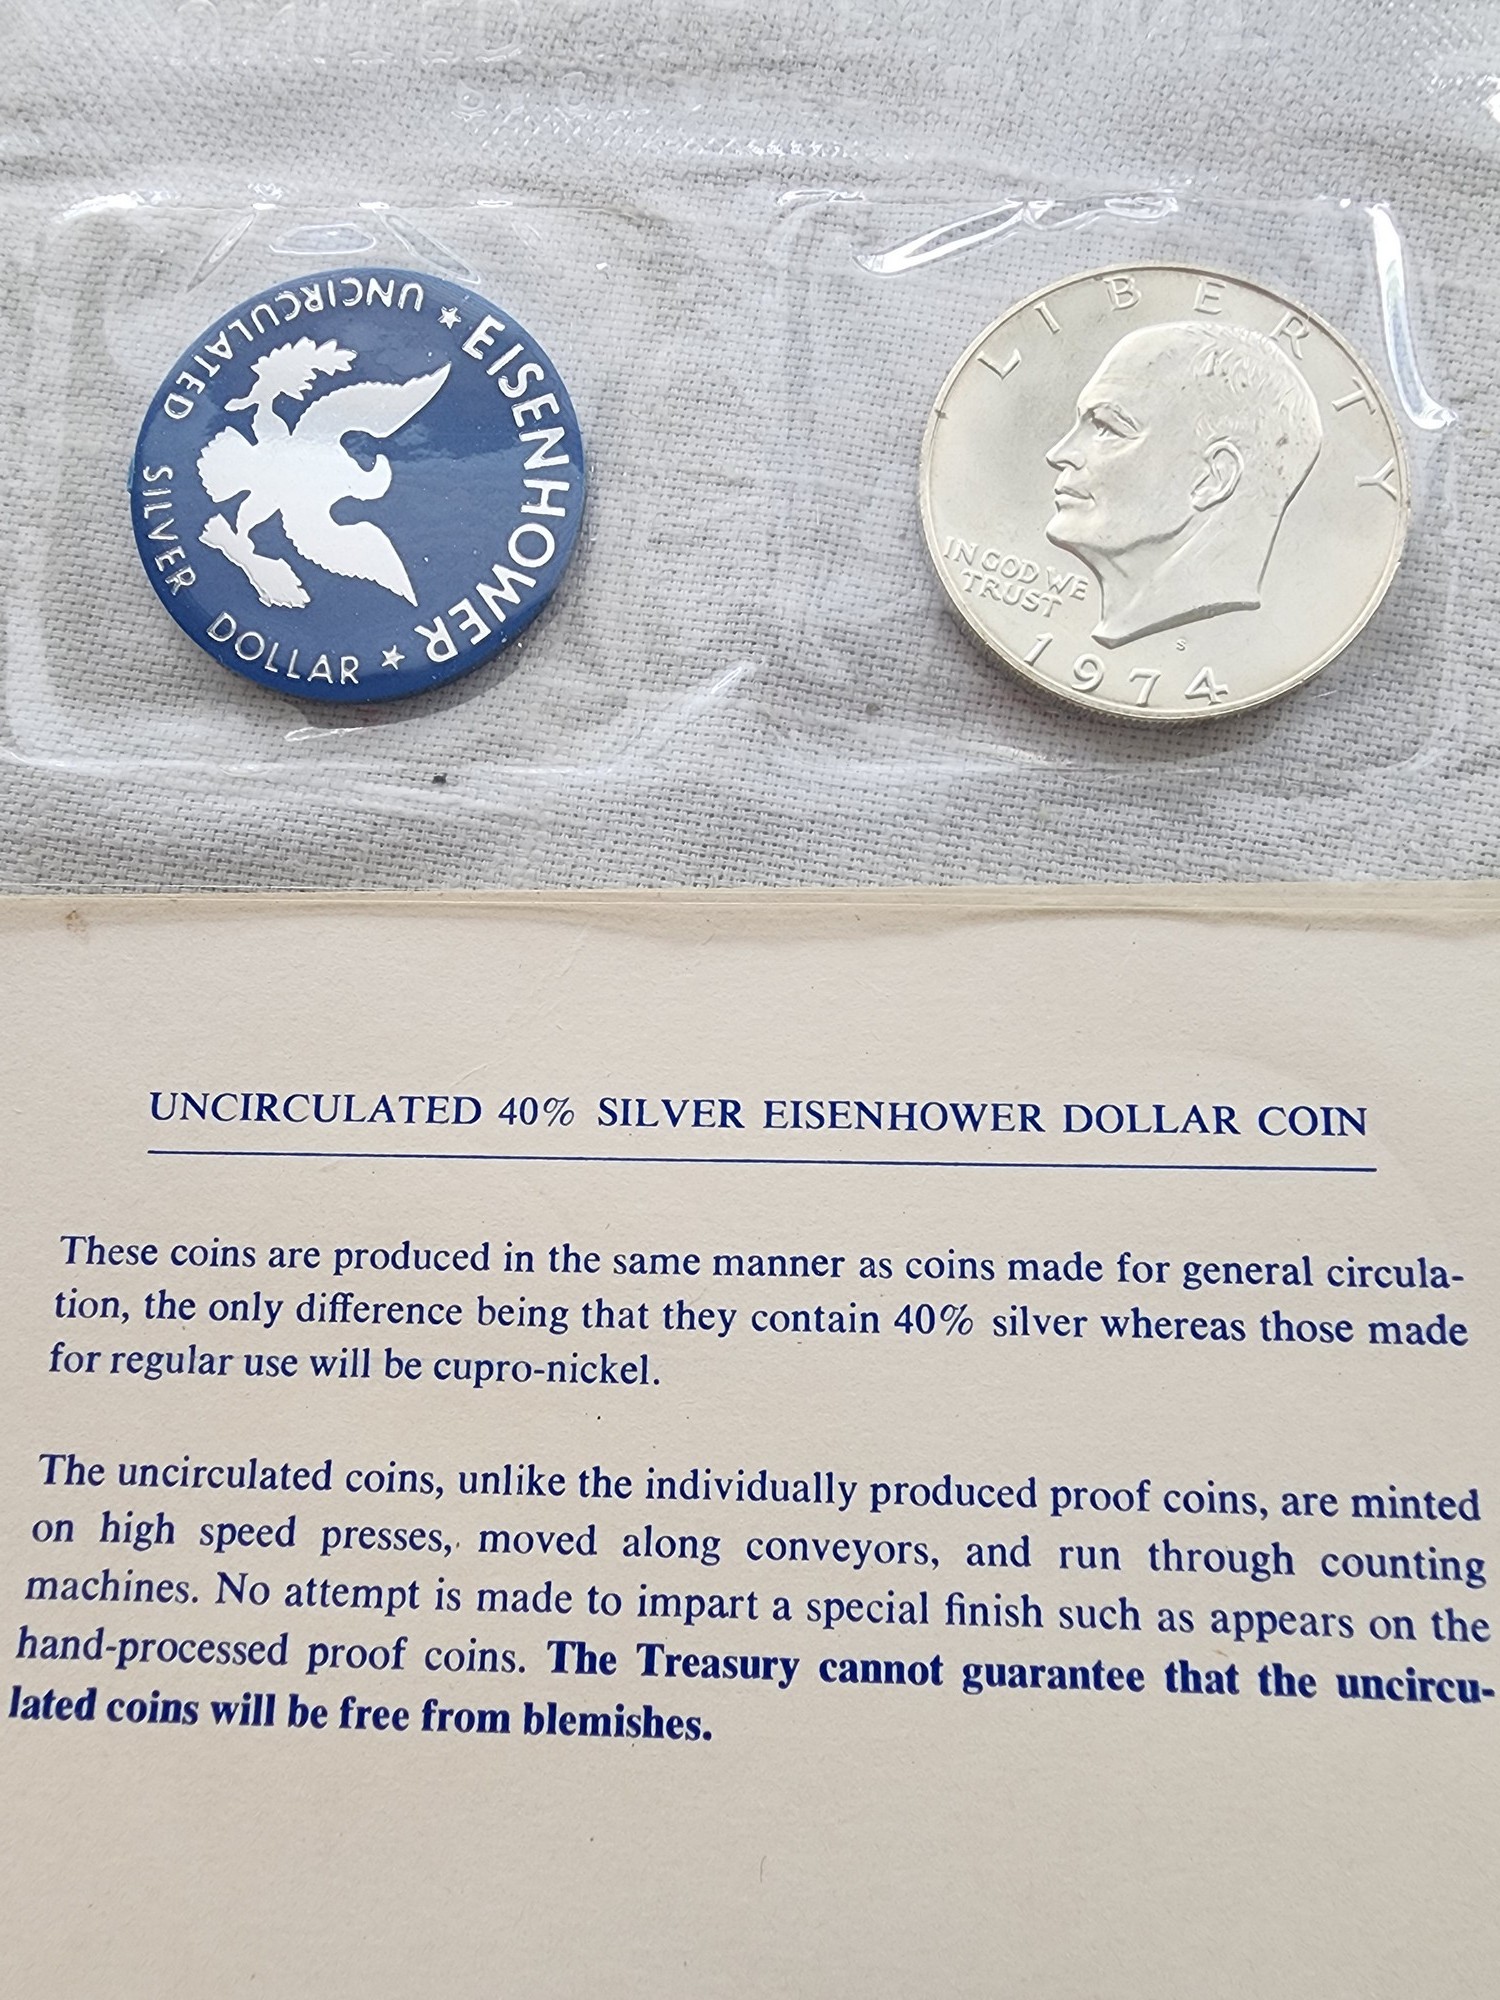 EISENHOWER
UNCIRCULATED SILVER DOLLAR
LIBERTY
IN GOD WE
TRUST
S
1974
UNCIRCULATED 40% SILVER EISENHOWER DOLLAR COIN
These coins are produced in the same manner as coins made for general circula-
tion, the only difference being that they contain 40% silver whereas those made
for regular use will be cupro-nickel.
The uncirculated coins, unlike the individually produced proof coins, are minted
on high speed presses, moved along conveyors, and run through counting
machines. No attempt is made to impart a special finish such as appears on the
hand-processed proof coins. The Treasury cannot guarantee that the uncircu-
lated coins will be free from blemishes.